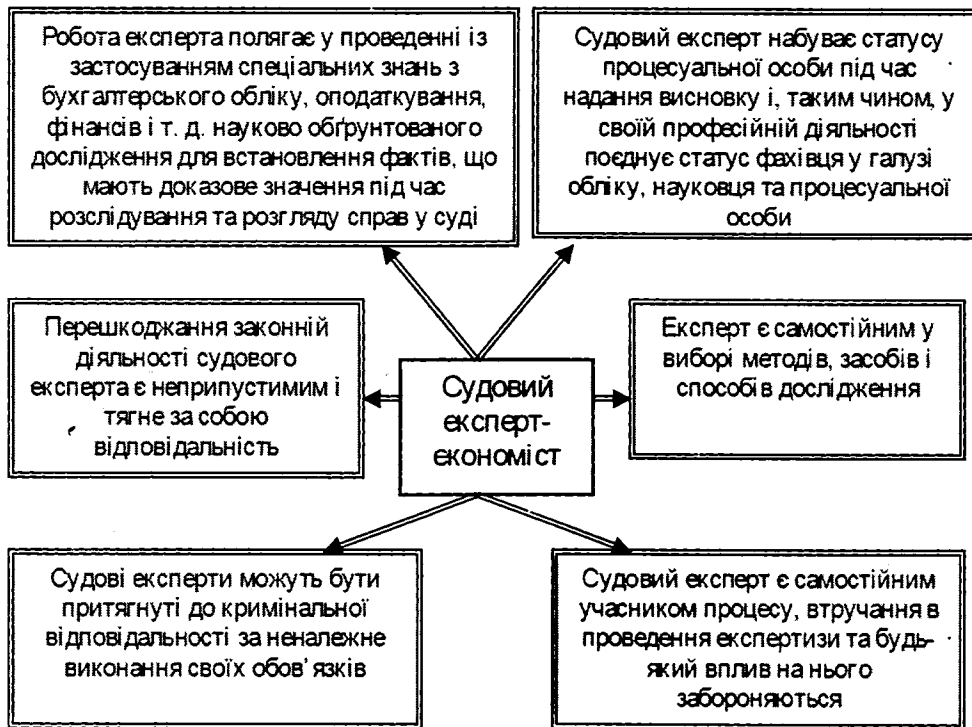 Робота експерта полягає у проведенні із
застосуванням спеціальних знань з
бухгалтерського обліку, оподаткування,
фінансів і т. д. науково обґрунтованого
дослідження для встановлення фактів, що
мають доказове значення під час
розслідування та розгляду справ у суді
Судовий експерт набуває статусу
процесуальної особи під час
надання висновку і, таким чином, у
своїй професійній діяльності
поєднує статус фахівця у галузі
обліку, науковця та процесуальної
особи
Перешкоджання законній
діяльності судового
експерта є неприпустимим і
тягне за собою
відповідальність
Судовий
експерт-
економіст
Експерт є самостійним у
виборі методів, засобів і
способів дослідження
Судові експерти можуть бути
притягнуті до кримінальної
відповідальності за неналежне
виконання своїх обов'язків
Судовий експерт є самостійним
учасником процесу, втручання в
проведення експертизи та будь-
який вплив на нього
забороняються